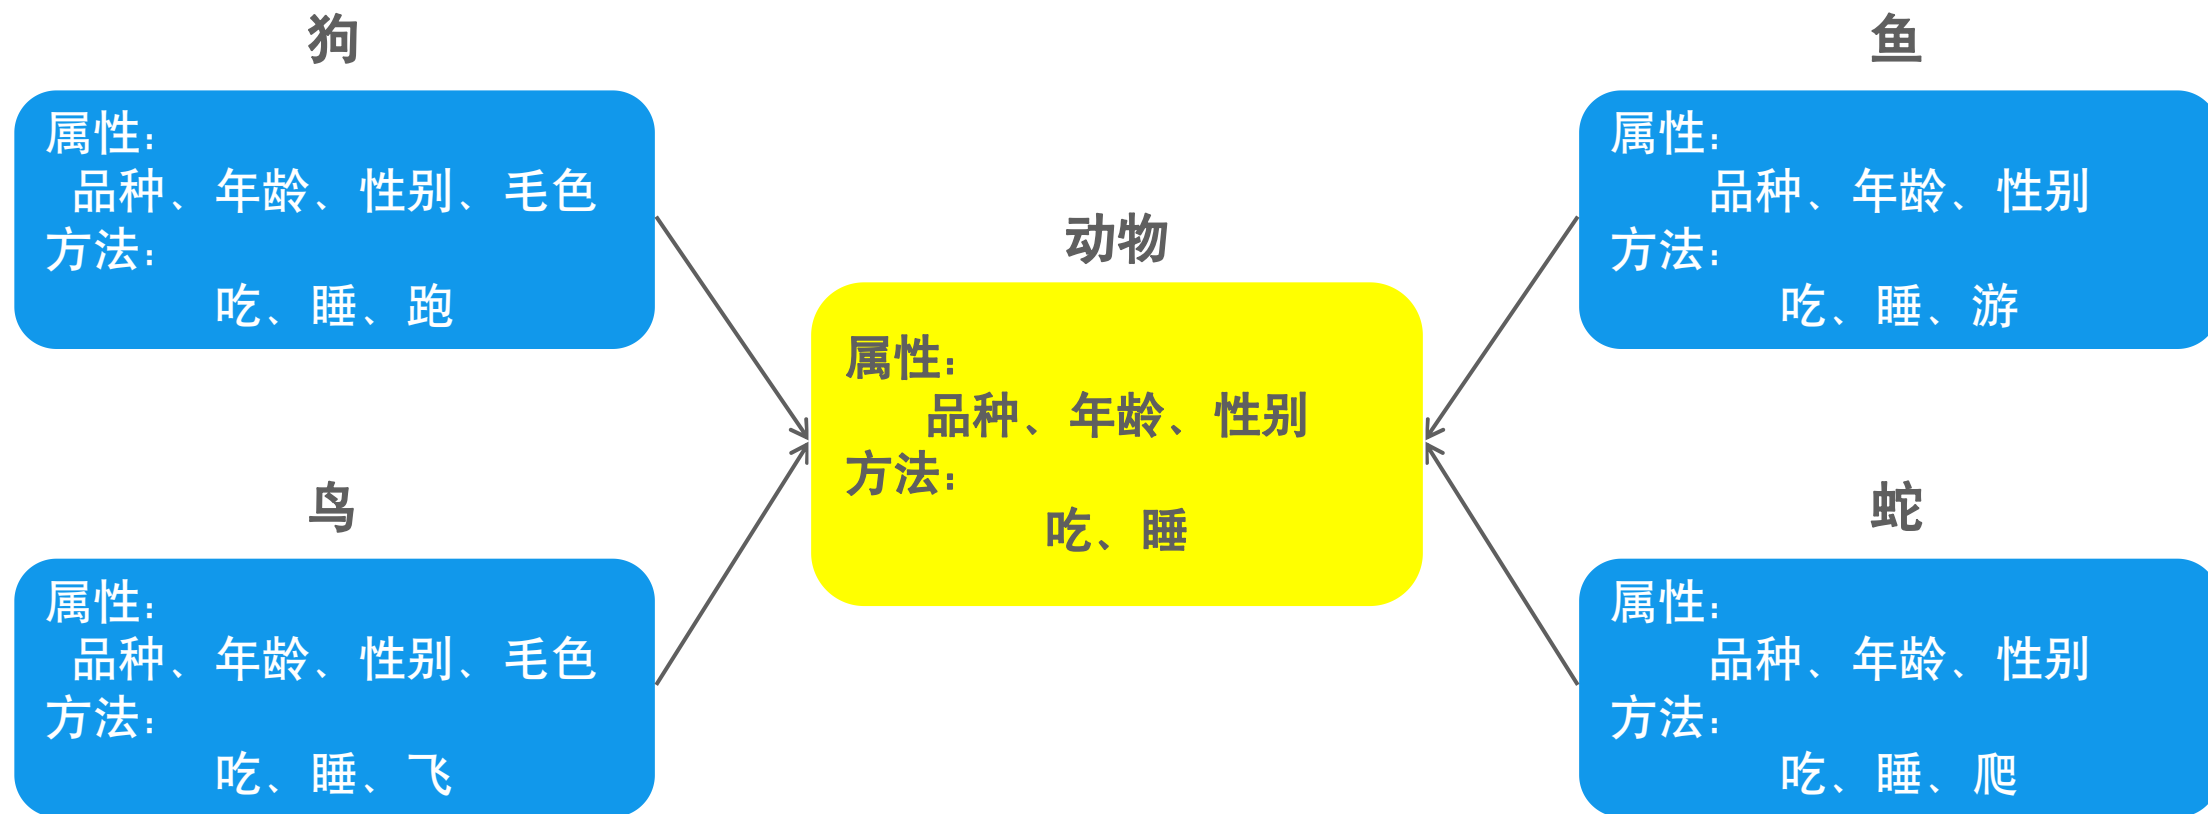 狗
属性：
品种、年龄、性别、毛色
方法：
吃、睡、跑
鸟
属性：
品种、年龄、性别、毛色
方法：
吃、睡、飞
动物
属性：
品种、年龄、性别
方法：
吃、睡
鱼
属性：
品种、年龄、性别
方法：
吃、睡、游
蛇
属性：
品种、年龄、性别
方法：
吃、睡、爬